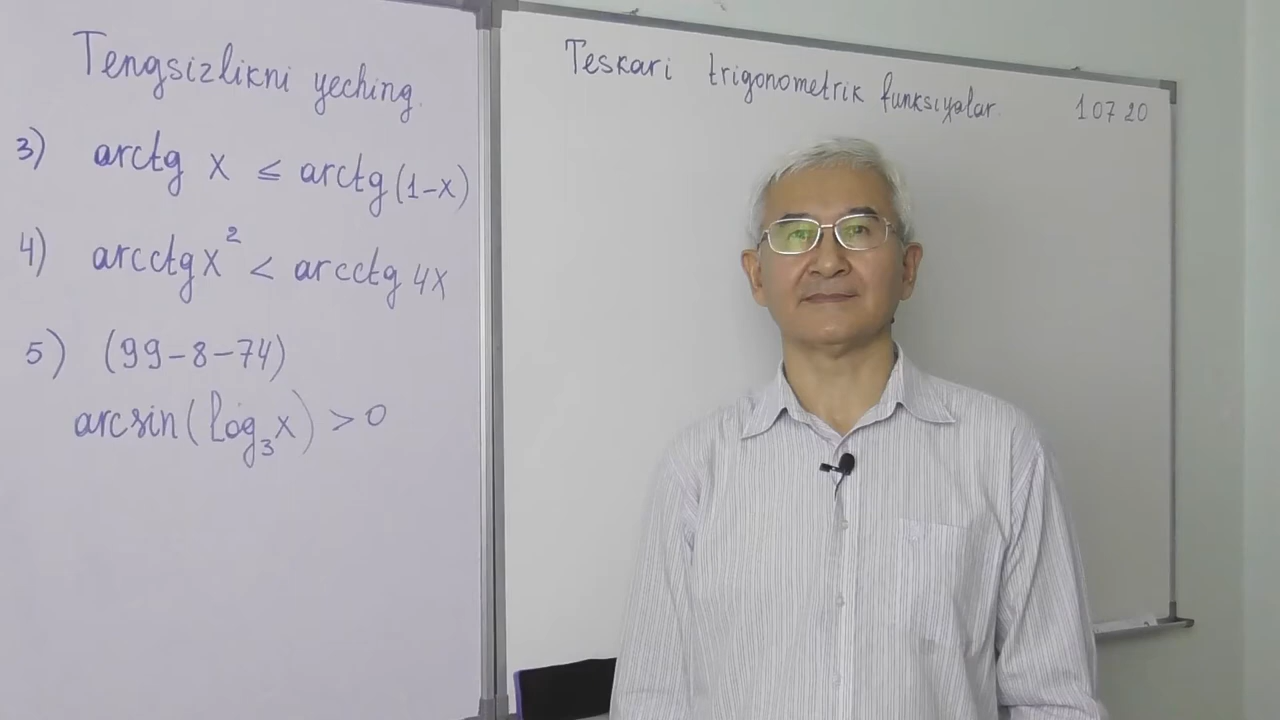 Tengsizlikni yeching.
3) arctg x ≤ arctg(1-x)
4) arcctg x² < arcctg 4x
5) (99-8-74)
arcsin(log₃x) > 0
Teskari trigonometrik funksiyalar.
1 07 20